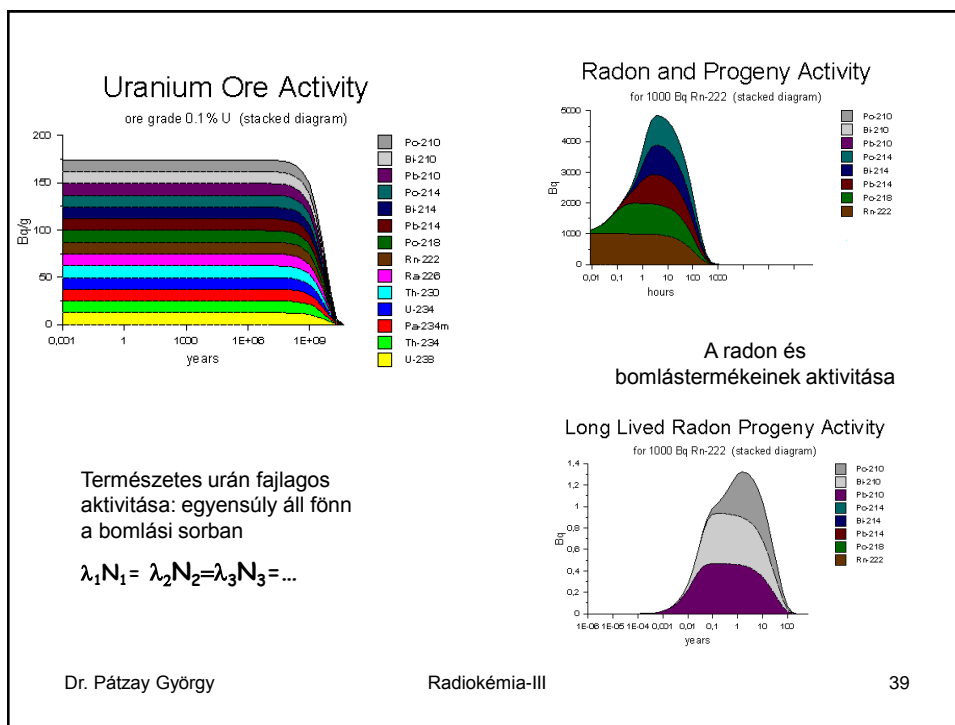 Uranium Ore Activity
ore grade 0.1% U (stacked diagram)
200
150
100
50
0
Bq/g
0,001 1 1000 1E+06 1E+09
years
Po-210
Bi-210
Pb-210
Po-214
Bi-214
Pb-214
Po-218
Rn-222
Ra-226
Th-230
U-234
Pa-234m
Th-234
U-238
Radon and Progeny Activity
for 1000 Bq Rn-222 (stacked diagram)
5000
4000
3000
2000
1000
0
Bq
0,01 0,1 1 10 100 1000
hours
Po-210
Bi-210
Pb-210
Po-214
Bi-214
Pb-214
Po-218
Rn-222
A radon és
bomlástermékeinek aktivitása
Long Lived Radon Progeny Activity
for 1000 Bq Rn-222 (stacked diagram)
1,4
1,2
1
0,8
0,6
0,4
0,2
0
Bq
1E-06 1E-05 1E-04 0,001 0,01 0,1 1 10 100
years
Po-210
Bi-210
Pb-210
Po-214
Bi-214
Pb-214
Po-218
Rn-222
Természetes urán fajlagos
aktivitása: egyensúly áll fönn
a bomlási sorban
λ₁N₁= λ₂N₂=λ₃N₃=...
Dr. Pátzay György Radiokémia-III 39